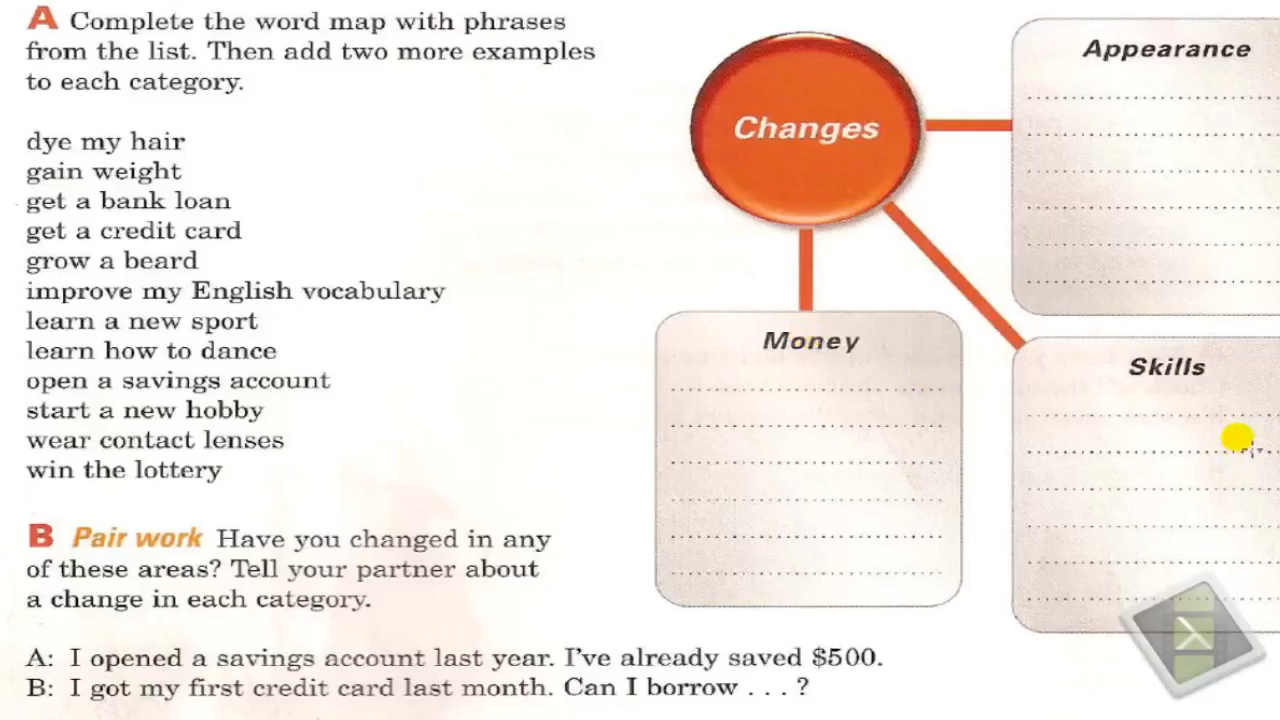 A Complete the word map with phrases
from the list. Then add two more examples
to each category.
dye my hair
gain weight
get a bank loan
get a credit card
grow a beard
improve my English vocabulary
learn a new sport
learn how to dance
open a savings account
start a new hobby
wear contact lenses
win the lottery
Changes
Appearance
Money
Skills
B Pair work Have you changed in any
of these areas? Tell your partner about
a change in each category.
A: I opened a savings account last year. I've already saved $500.
B: I got my first credit card last month. Can I borrow . . . ?